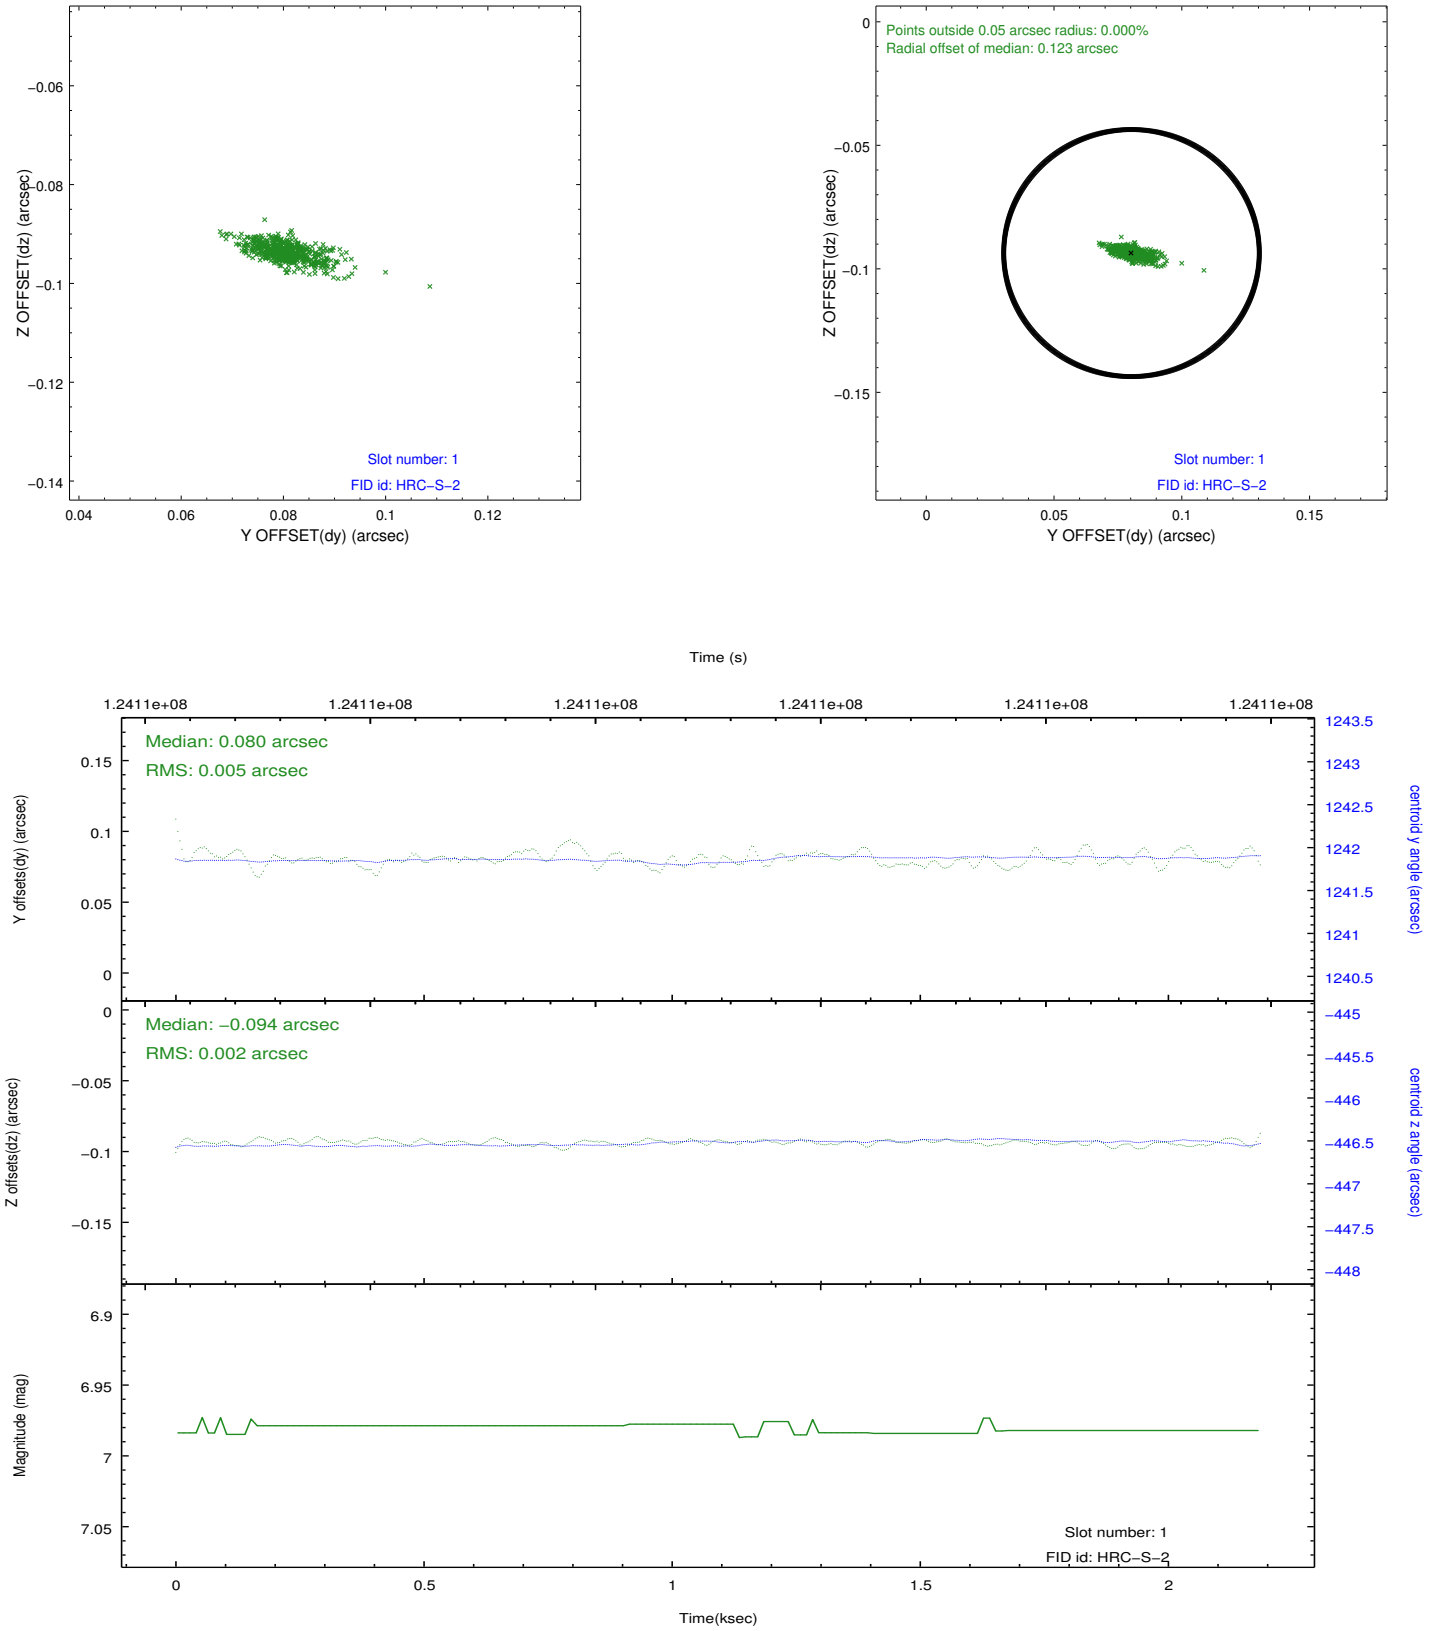 −0.06
−0.08
−0.1
−0.12
−0.14
Z OFFSET(dz) (arcsec)
Slot number: 1
FID id: HRC−S−2
0.04 0.06 0.08 0.1 0.12
Y OFFSET(dy) (arcsec)
Points outside 0.05 arcsec radius: 0.000%
Radial offset of median: 0.123 arcsec
0
−0.05
−0.1
−0.15
Z OFFSET(dz) (arcsec)
Slot number: 1
FID id: HRC−S−2
0 0.05 0.1 0.15
Y OFFSET(dy) (arcsec)
Time (s)
1.2411e+08 1.2411e+08 1.2411e+08 1.2411e+08 1.2411e+08 1.2411e+08
Median: 0.080 arcsec
RMS: 0.005 arcsec
0.15
0.1
0.05
0
Y offsets(dy) (arcsec)
1243.5
1243
1242.5
1242
1241.5
1241
1240.5
centroid y angle (arcsec)
Median: −0.094 arcsec
RMS: 0.002 arcsec
0
−0.05
−0.1
−0.15
Z offsets(dz) (arcsec)
−445
−445.5
−446
−446.5
−447
−447.5
−448
centroid z angle (arcsec)
6.9
6.95
7
7.05
Magnitude (mag)
Slot number: 1
FID id: HRC−S−2
0 0.5 1 1.5 2
Time(ksec)